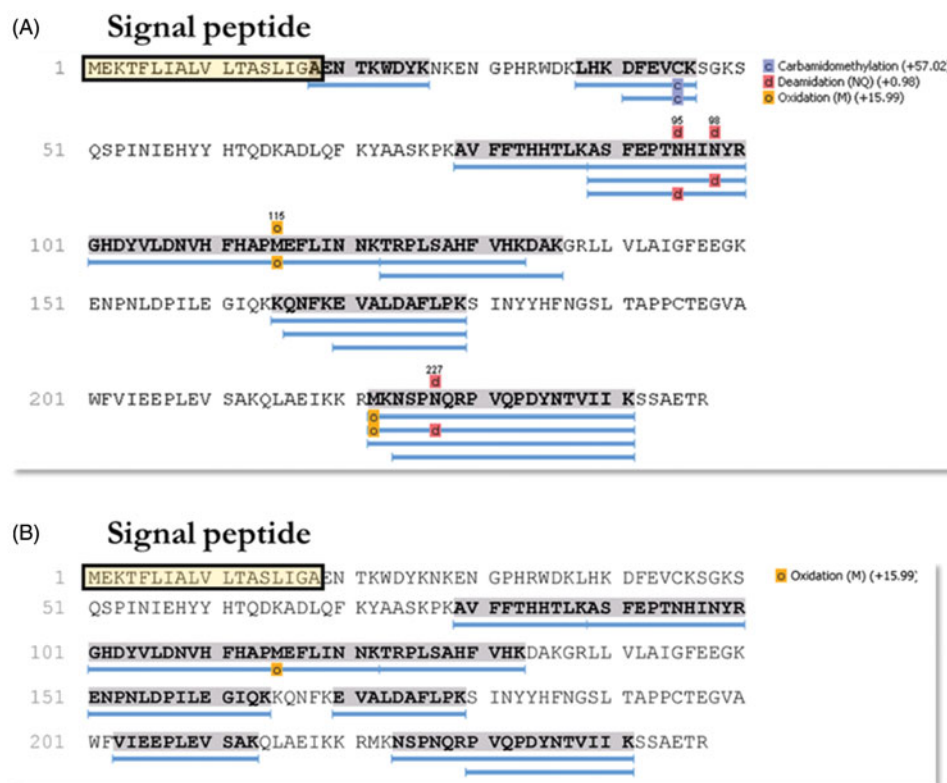 (A)
Signal peptide
1 MEKTFLIALV LTASLIGAEN TKWDYKNKEN GPHRWDKLHK DFEVCKSGKS
c Carbamidomethylation (+57.02
d Deamidation (NQ) (+0.98)
o Oxidation (M) (+15.99)
c
c
95 98
d d
51 QSPINIEHYY HTQDKADLQF KYAASKPKAV FFTHHTLKAS FEPTNHINYR
d
d
115
o
101 GHDYVLDNVH FHAPMEFLIN NKTRPLSAHF VHKDAKGRLL VLAIGFEEGK
o
151 ENPNLDPILE GIQKKQNFKE VALDAFLPKS INYYHFNGSL TAPPCTEGVA
227
d
201 WFVIEEPLEV SAKQLAEIKK RMKNSPNQRP VQPDYNTVII KSSAETR
o
o d
(B)
Signal peptide
1 MEKTFLIALV LTASLIGAEN TKWDYKNKEN GPHRWDKLHK DFEVCKSGKS
o Oxidation (M) (+15.99)
51 QSPINIEHYY HTQDKADLQF KYAASKPKAV FFTHHTLKAS FEPTNHINYR
101 GHDYVLDNVH FHAPMEFLIN NKTRPLSAHF VHKDAKGRLL VLAIGFEEGK
o
151 ENPNLDPILE GIQKKQNFKE VALDAFLPKS INYYHFNGSL TAPPCTEGVA
201 WFVIEEPLEV SAKQLAEIKK RMKNSPNQRP VQPDYNTVII KSSAETR